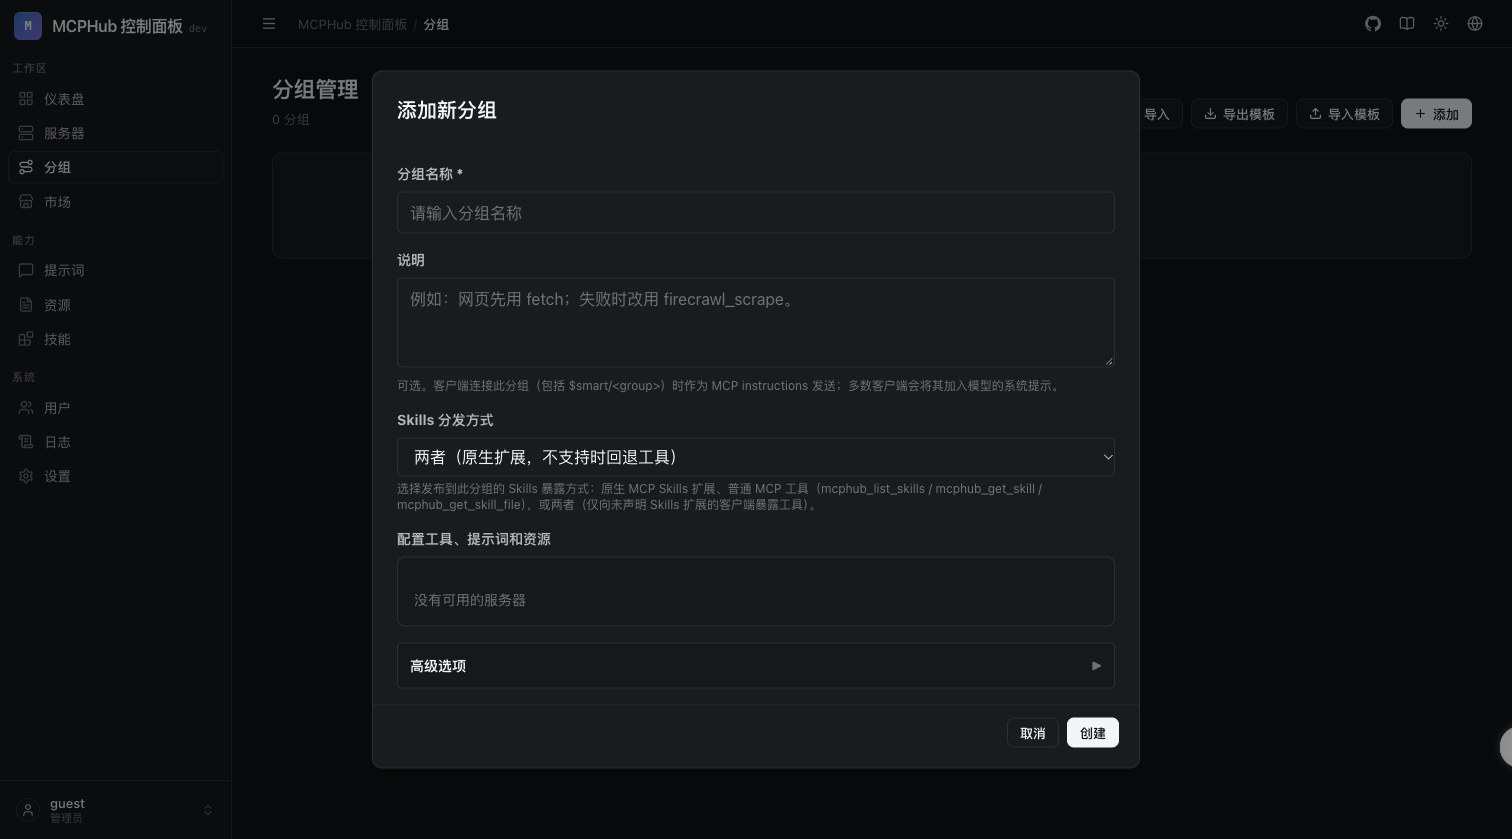 M MCPHub 控制面板 dev
工作区
仪表盘
服务器
分组
市场
能力
提示词
资源
技能
系统
用户
日志
设置
guest
管理员
MCPHub 控制面板 / 分组
分组管理
0 分组
导入
导出模板
导入模板
+ 添加
添加新分组
分组名称 *
请输入分组名称
说明
例如：网页先用 fetch；失败时改用 firecrawl_scrape。
可选。客户端连接此分组（包括 $smart/<group>）时作为 MCP instructions 发送；多数客户端会将其加入模型的系统提示。
Skills 分发方式
两者（原生扩展，不支持时回退工具）
选择发布到此分组的 Skills 暴露方式：原生 MCP Skills 扩展、普通 MCP 工具（mcphub_list_skills / mcphub_get_skill /
mcphub_get_skill_file），或两者（仅向未声明 Skills 扩展的客户端暴露工具）。
配置工具、提示词和资源
没有可用的服务器
高级选项
取消
创建